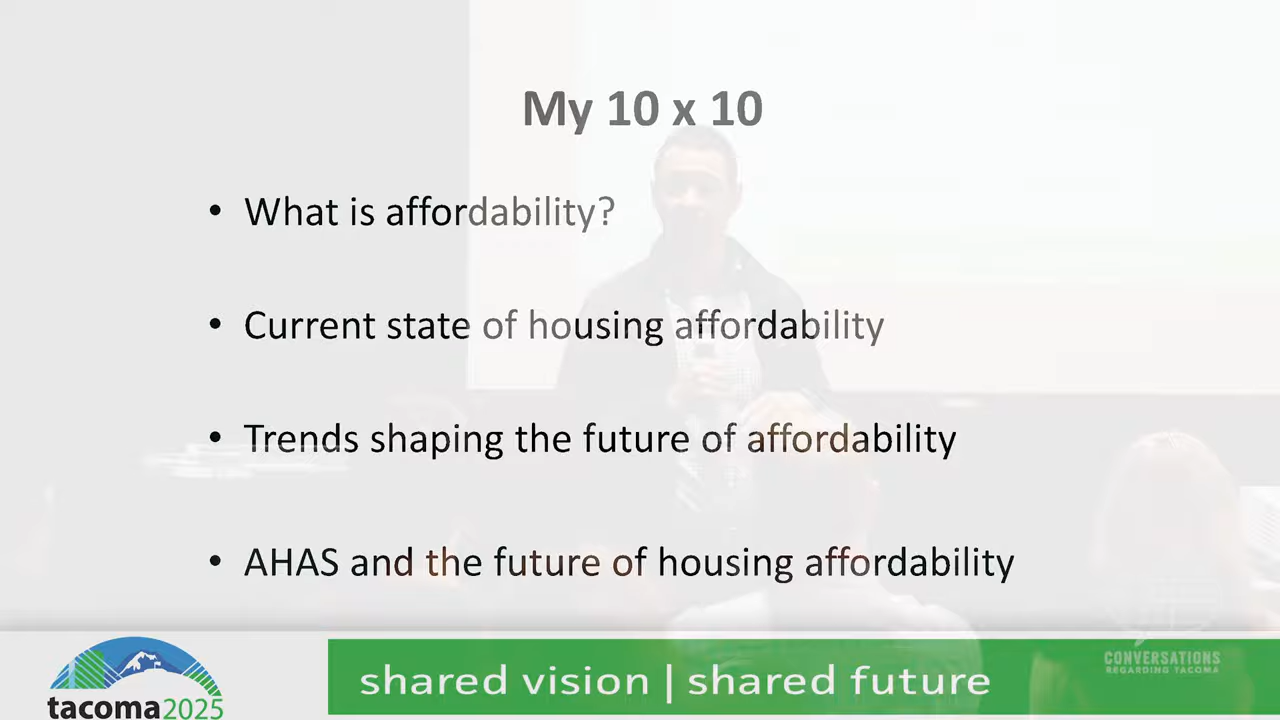 My 10 x 10
• What is affordability?
• Current state of housing affordability
• Trends shaping the future of affordability
• AHAS and the future of housing affordability
tacoma2025
shared vision | shared future
CONVERSATIONS
REGARDING TACOMA